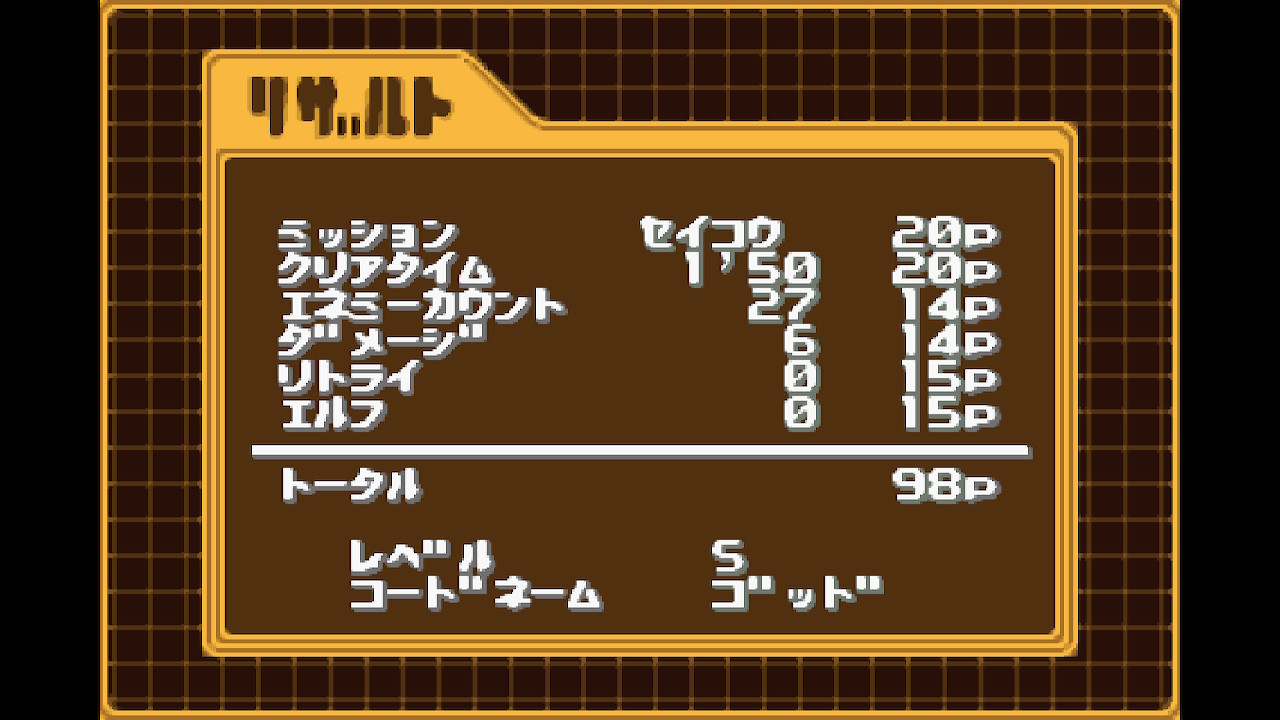 リザルト
ミッション セイコウ 20p
クリアタイム 1'50 20p
エネミーカウント 27 14p
ダメージ 6 14p
リトライ 0 15p
エルフ 0 15p
トータル 98p
レベル S
コードネーム ゴッド